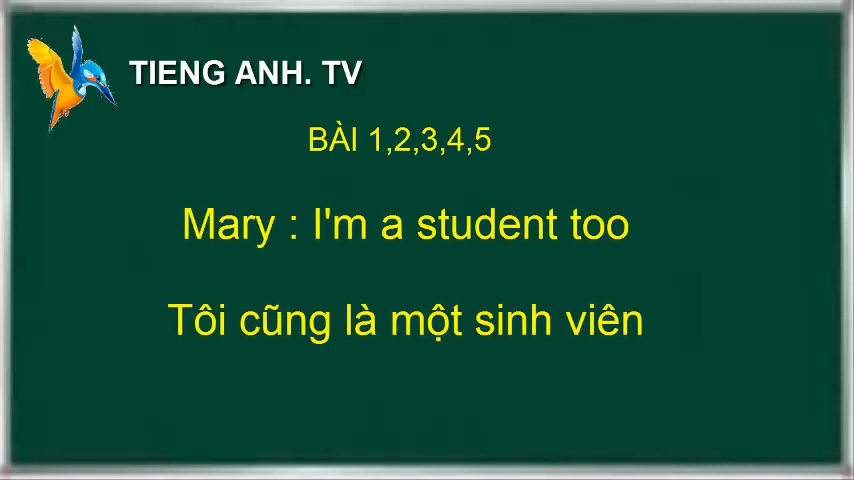 TIENG ANH. TV
BÀI 1,2,3,4,5
Mary : I'm a student too
Tôi cũng là một sinh viên